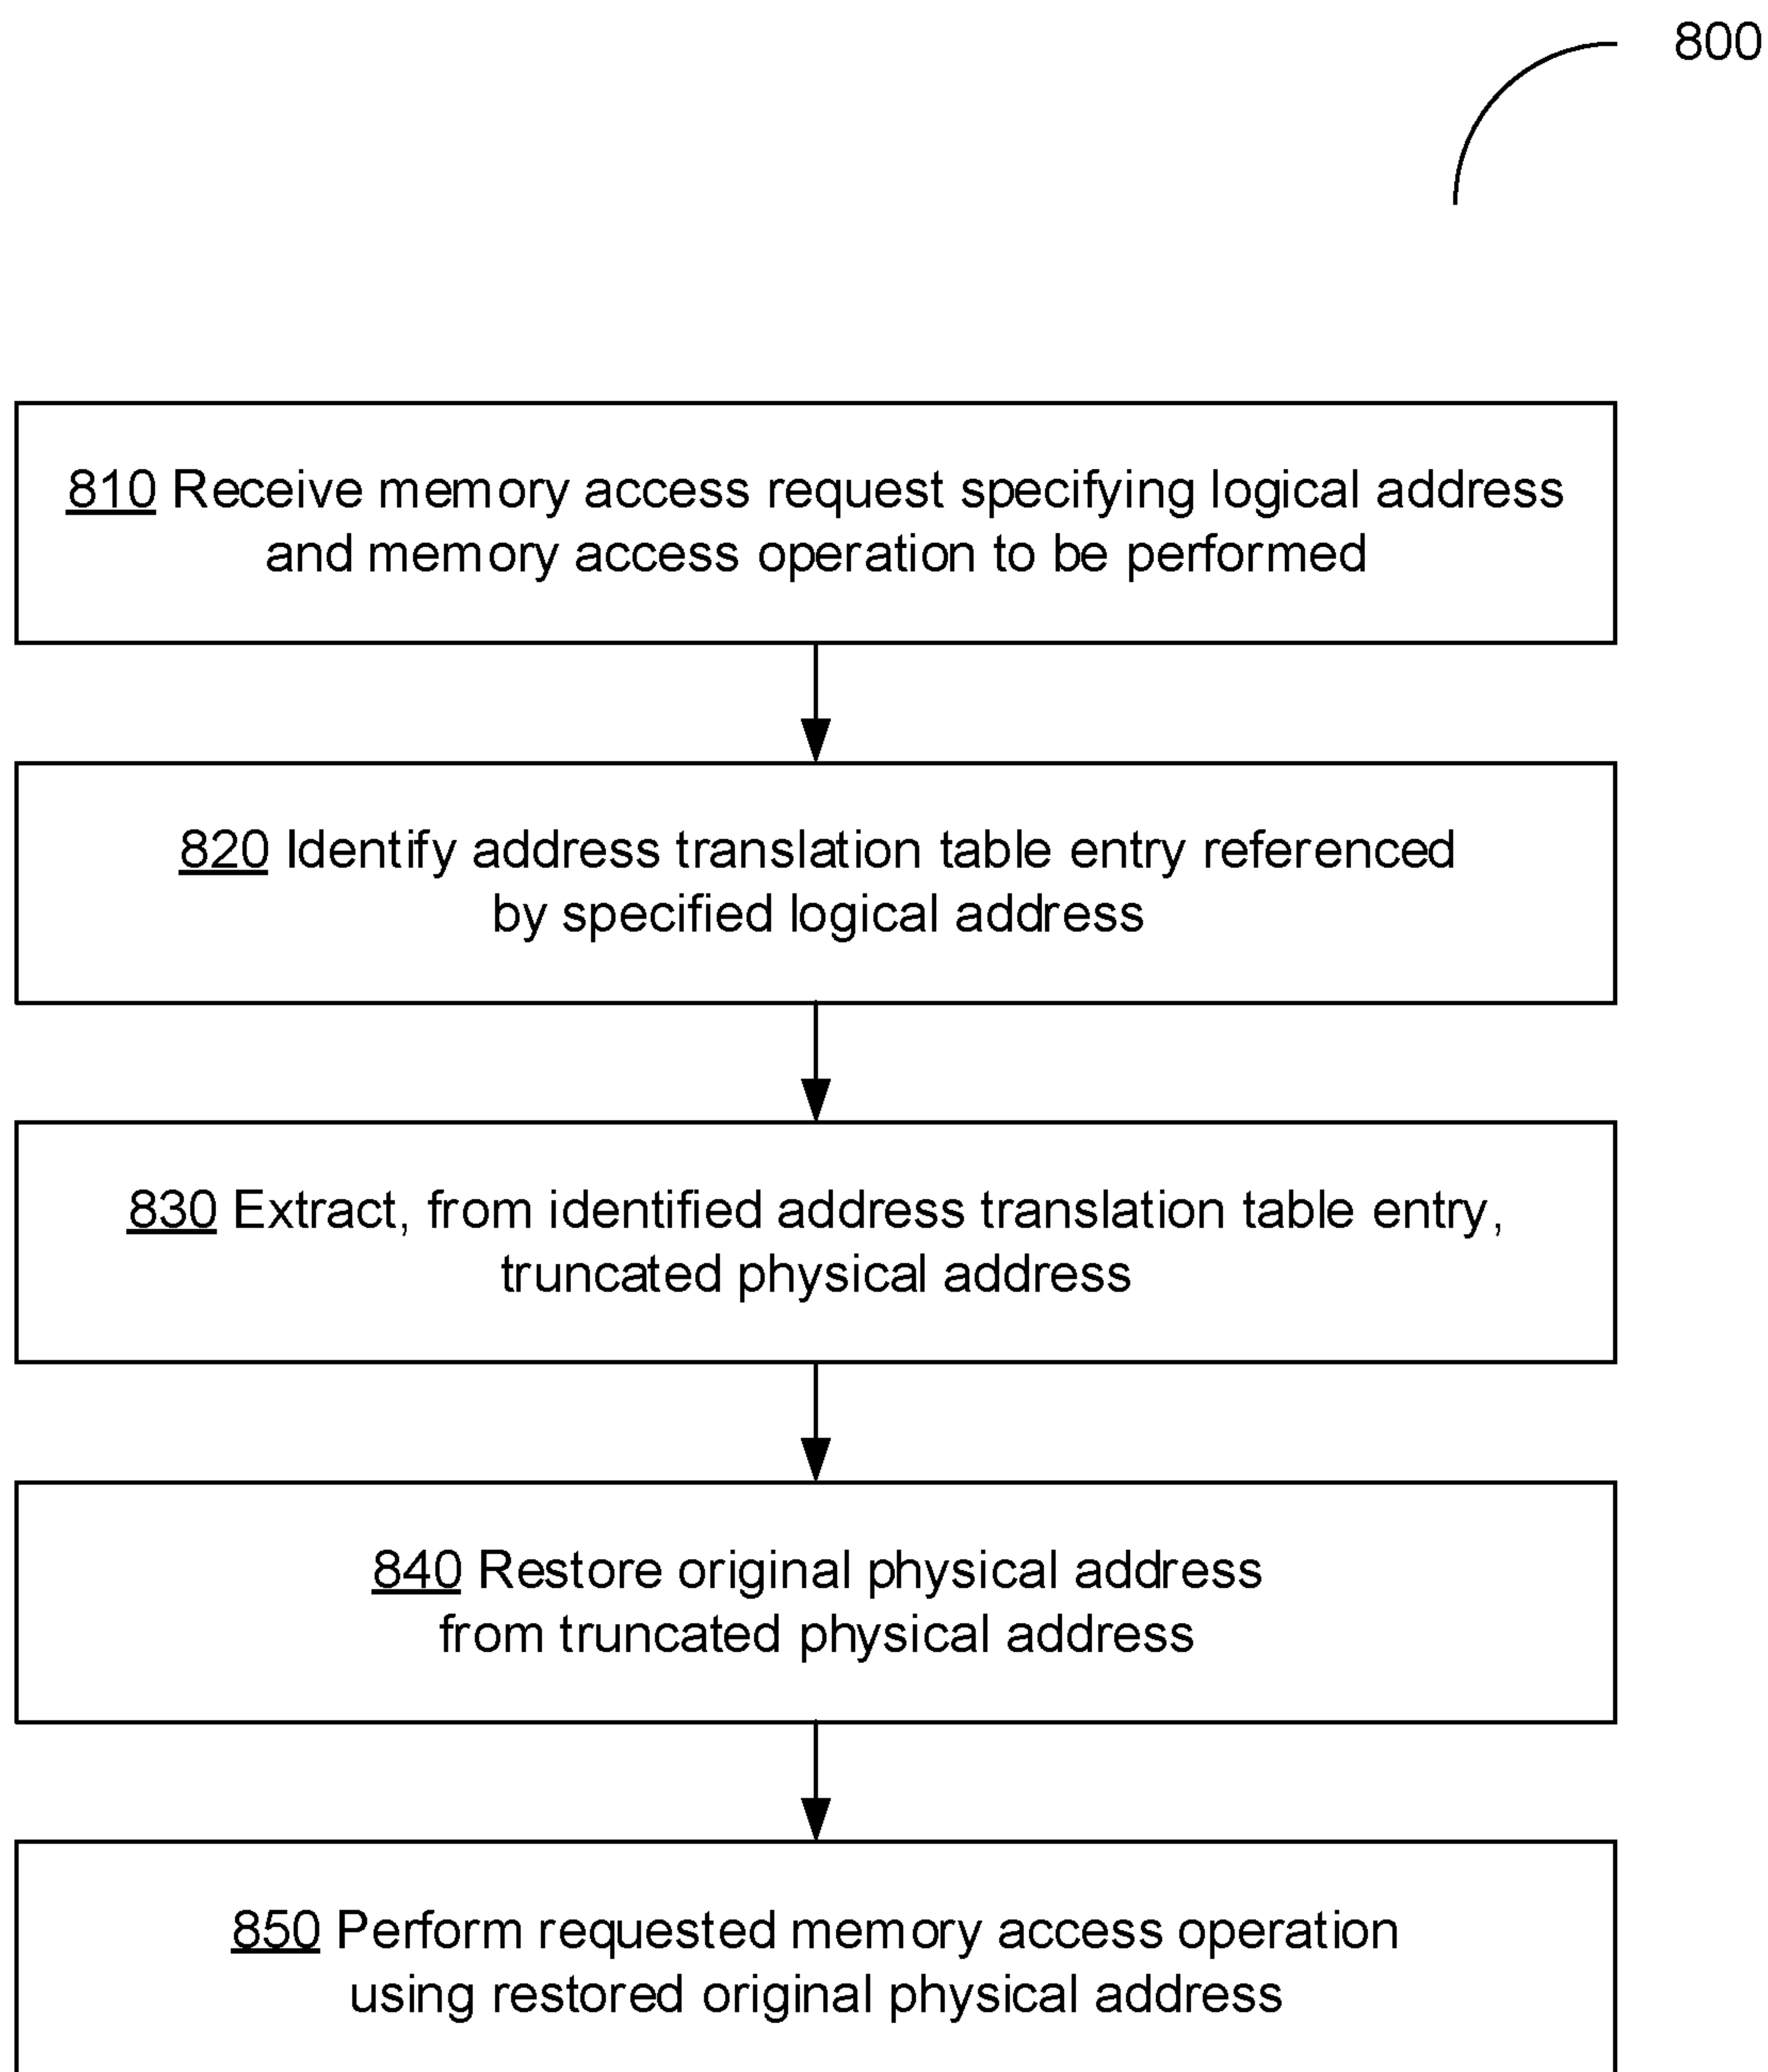 800
810 Receive memory access request specifying logical address
and memory access operation to be performed
820 Identify address translation table entry referenced
by specified logical address
830 Extract, from identified address translation table entry,
truncated physical address
840 Restore original physical address
from truncated physical address
850 Perform requested memory access operation
using restored original physical address